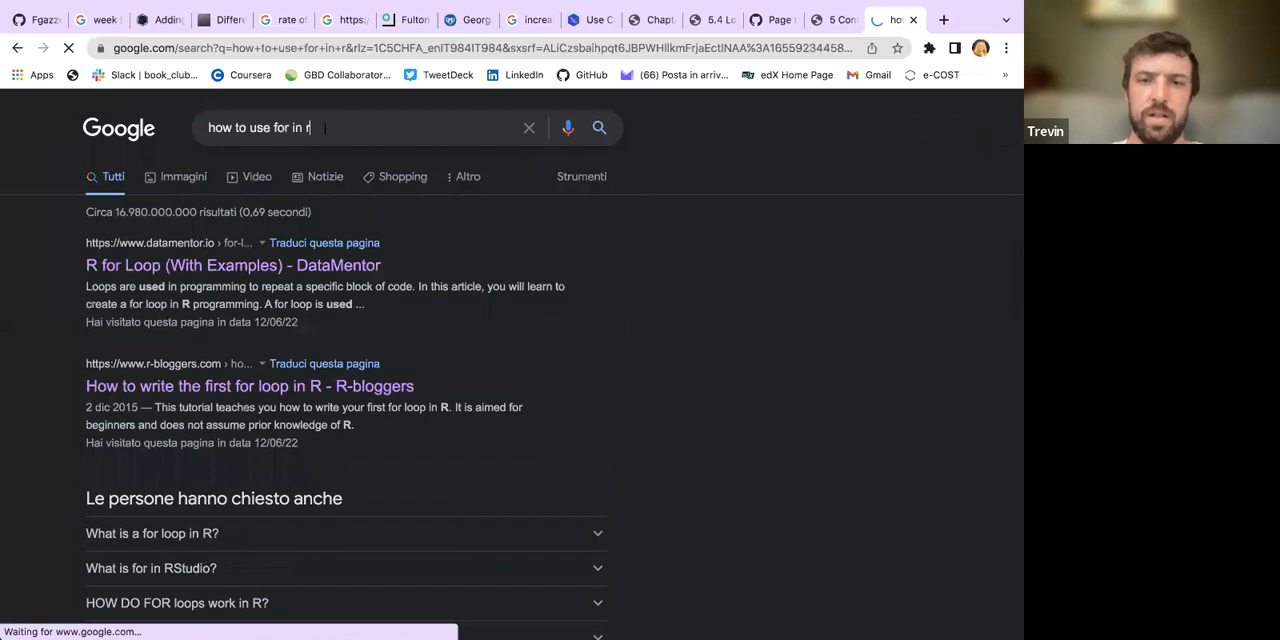 Fgazz
week
Adding
Differe
rate of
https:/
Fulton
Georg
increa
Use C
Chapt
5.4 Lo
Page n
5 Con
ho
google.com/search?q=how+to+use+for+in+r&rlz=
Apps
Slack | book_club...
Coursera
GBD Collaborator...
TweetDeck
LinkedIn
GitHub
(66) Posta in arriv...
edX Home Page
Gmail
e-COST
»
Trevin
Google
how to use for in r
Tutti
Immagini
Video
Notizie
Shopping
Altro
Strumenti
Circa 16.980.000.000 risultati (0,69 secondi)
https://www.datamentor.io › for-l... Traduci questa pagina
R for Loop (With Examples) - DataMentor
Loops are used in programming to repeat a specific block of code. In this article, you will learn to
create a for loop in R programming. A for loop is used ...
Hai visitato questa pagina in data 12/06/22
https://www.r-bloggers.com › ho... Traduci questa pagina
How to write the first for loop in R - R-bloggers
2 dic 2015 — This tutorial teaches you how to write your first for loop in R. It is aimed for
beginners and does not assume prior knowledge of R.
Hai visitato questa pagina in data 12/06/22
Le persone hanno chiesto anche
What is a for loop in R?
What is for in RStudio?
HOW DO FOR loops work in R?
Waiting for www.google.com...